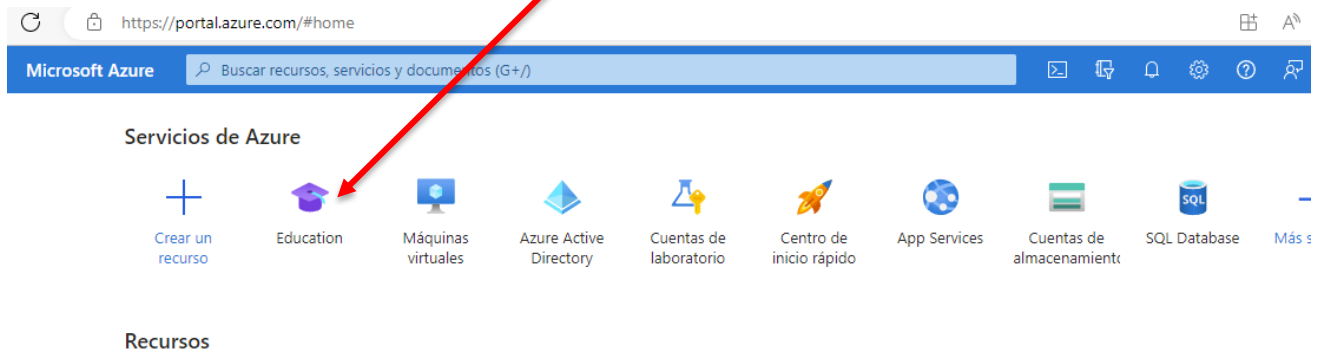 https://portal.azure.com/#home
A
Microsoft Azure
Buscar recursos, servicios y documentos (G+/)
Servicios de Azure
Crear un
recurso
Education
Máquinas
virtuales
Azure Active
Directory
Cuentas de
laboratorio
Centro de
inicio rápido
App Services
Cuentas de
almacenamiento
SQL
SQL Database
Más s
Recursos